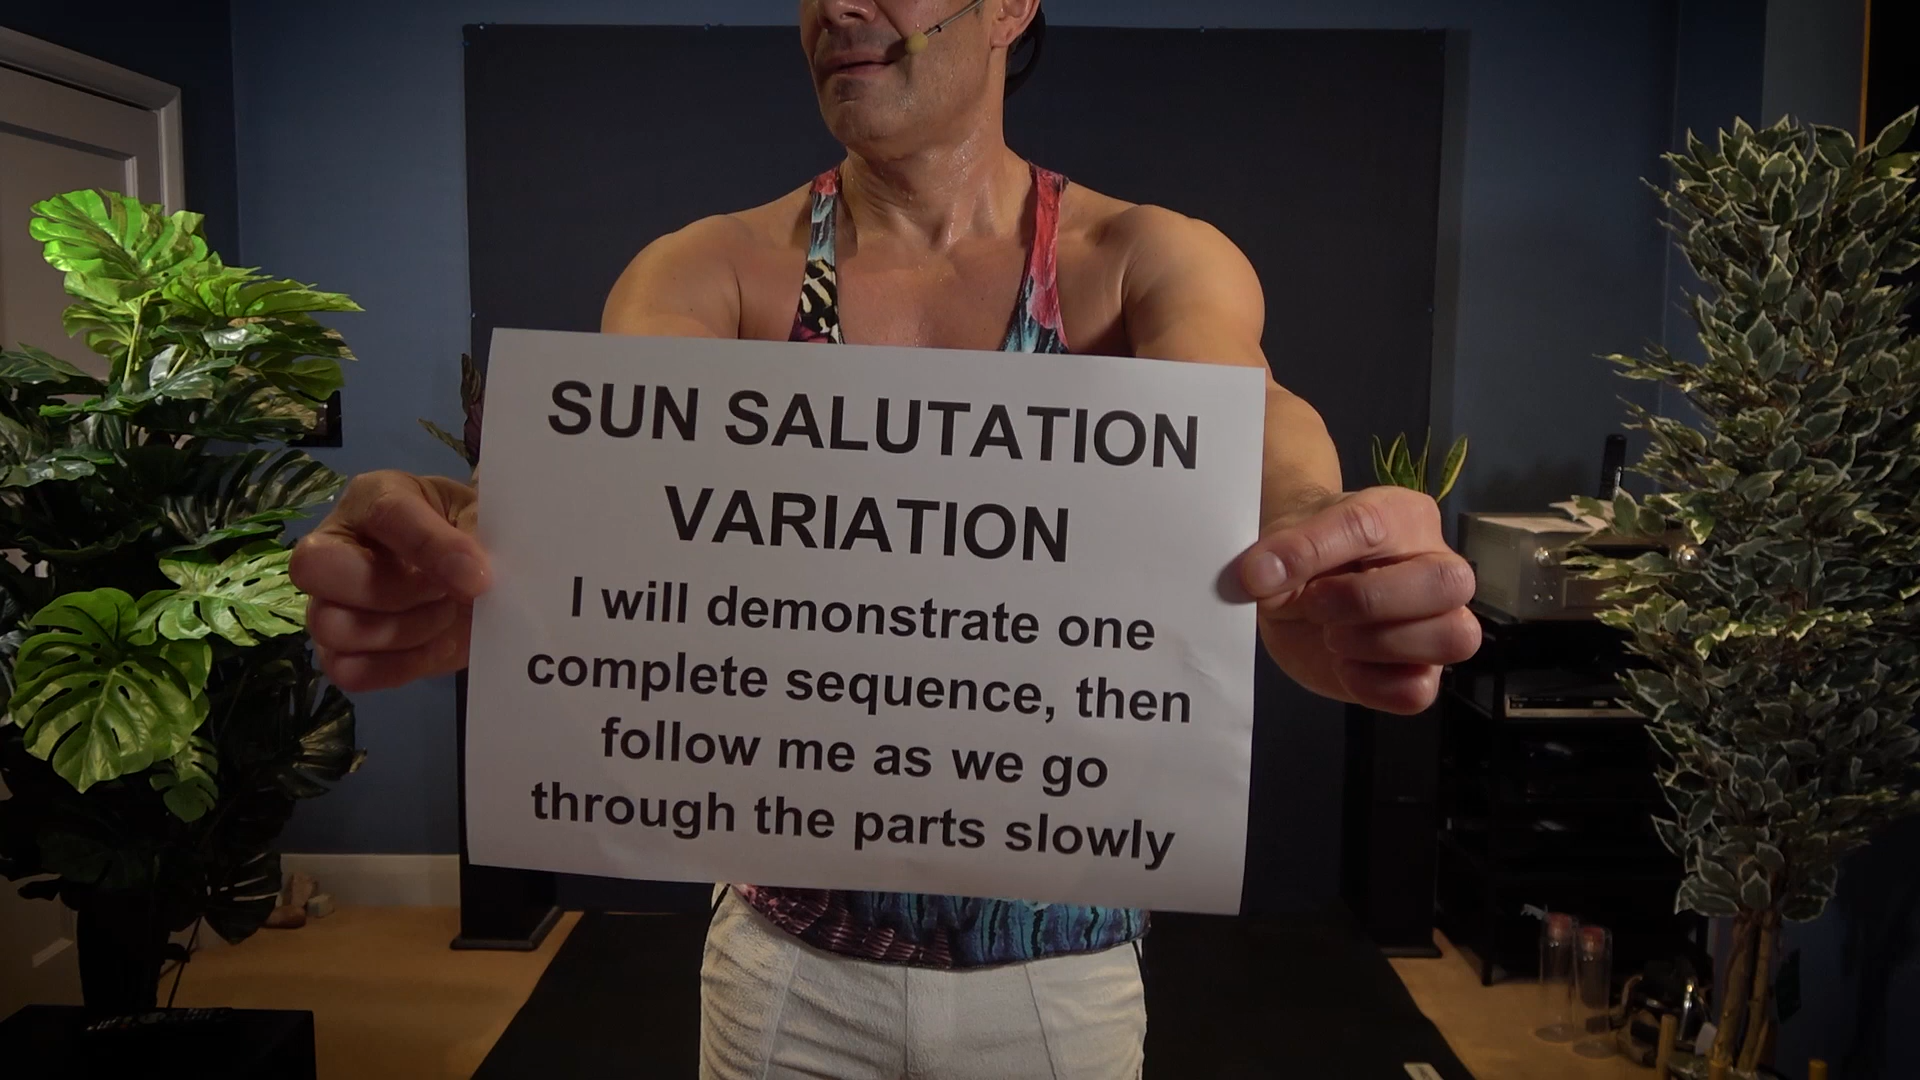 SUN SALUTATION
VARIATION
I will demonstrate one
complete sequence, then
follow me as we go
through the parts slowly